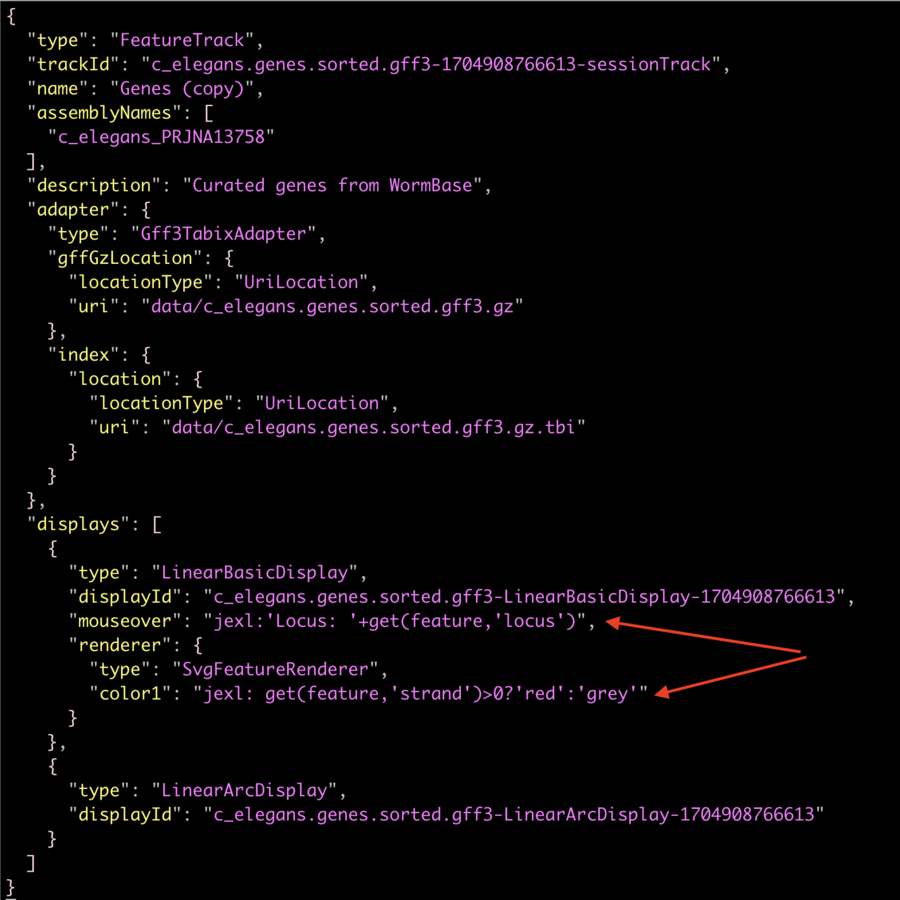 {
  "type": "FeatureTrack",
  "trackId": "c_elegans.genes.sorted.gff3-1704908766613-sessionTrack",
  "name": "Genes (copy)",
  "assemblyNames": [
    "c_elegans_PRJNA13758"
  ],
  "description": "Curated genes from WormBase",
  "adapter": {
    "type": "Gff3TabixAdapter",
    "gffGzLocation": {
      "locationType": "UriLocation",
      "uri": "data/c_elegans.genes.sorted.gff3.gz"
    },
    "index": {
      "location": {
        "locationType": "UriLocation",
        "uri": "data/c_elegans.genes.sorted.gff3.gz.tbi"
      }
    }
  },
  "displays": [
    {
      "type": "LinearBasicDisplay",
      "displayId": "c_elegans.genes.sorted.gff3-LinearBasicDisplay-1704908766613",
      "mouseover": "jexl:'Locus: '+get(feature,'locus')",
      "renderer": {
        "type": "SvgFeatureRenderer",
        "color1": "jexl: get(feature,'strand')>0?'red':'grey'"
      }
    },
    {
      "type": "LinearArcDisplay",
      "displayId": "c_elegans.genes.sorted.gff3-LinearArcDisplay-1704908766613"
    }
  ]
}